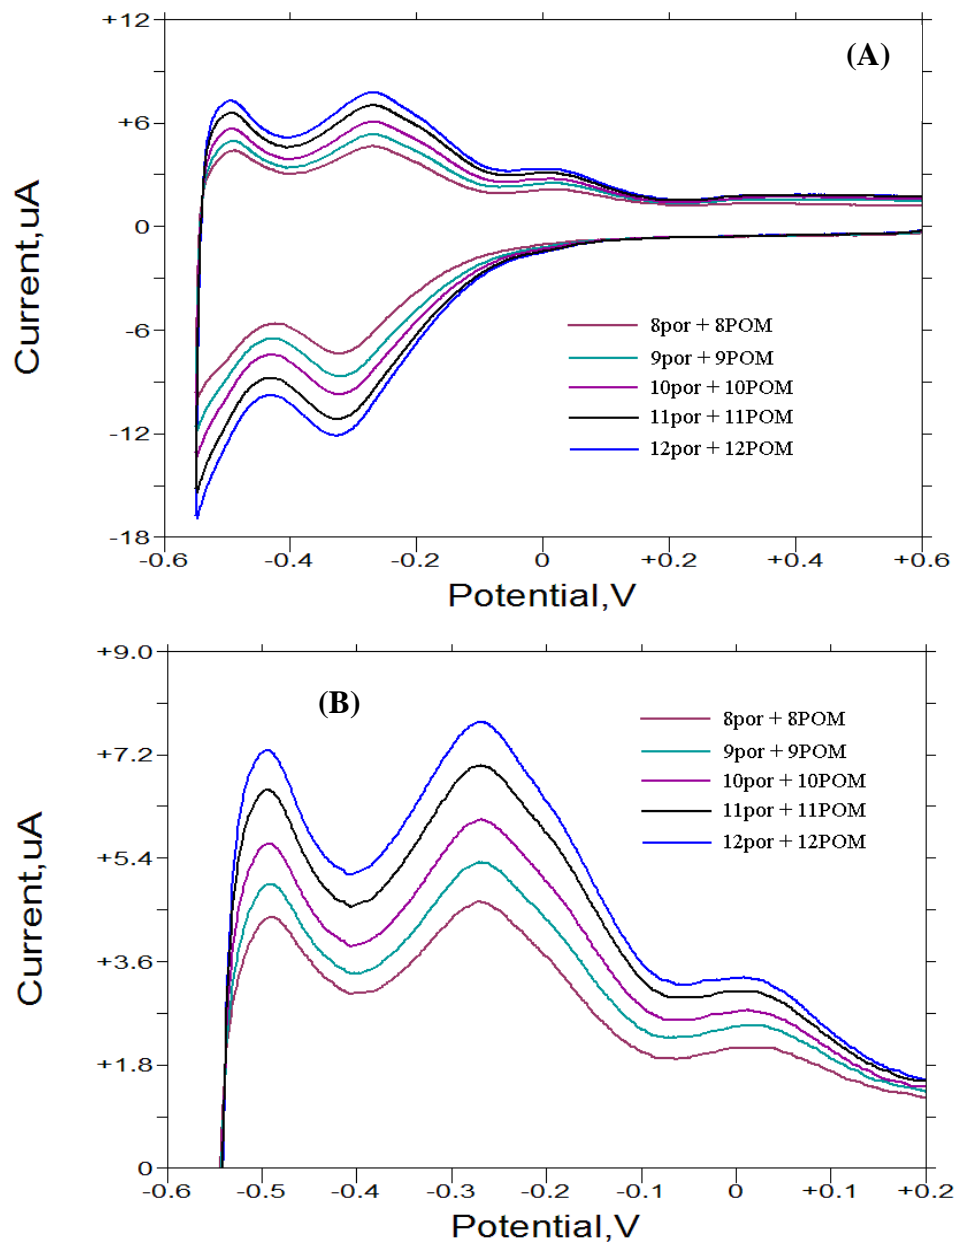 +12
(A)
+6
0
-6
-12
-18
Current,uA
8por + 8POM
9por + 9POM
10por + 10POM
11por + 11POM
12por + 12POM
-0.6 -0.4 -0.2 0 +0.2 +0.4 +0.6
Potential,V
+9.0
(B)
+7.2
+5.4
+3.6
+1.8
0
Current,uA
8por + 8POM
9por + 9POM
10por + 10POM
11por + 11POM
12por + 12POM
-0.6 -0.5 -0.4 -0.3 -0.2 -0.1 0 +0.1 +0.2
Potential,V